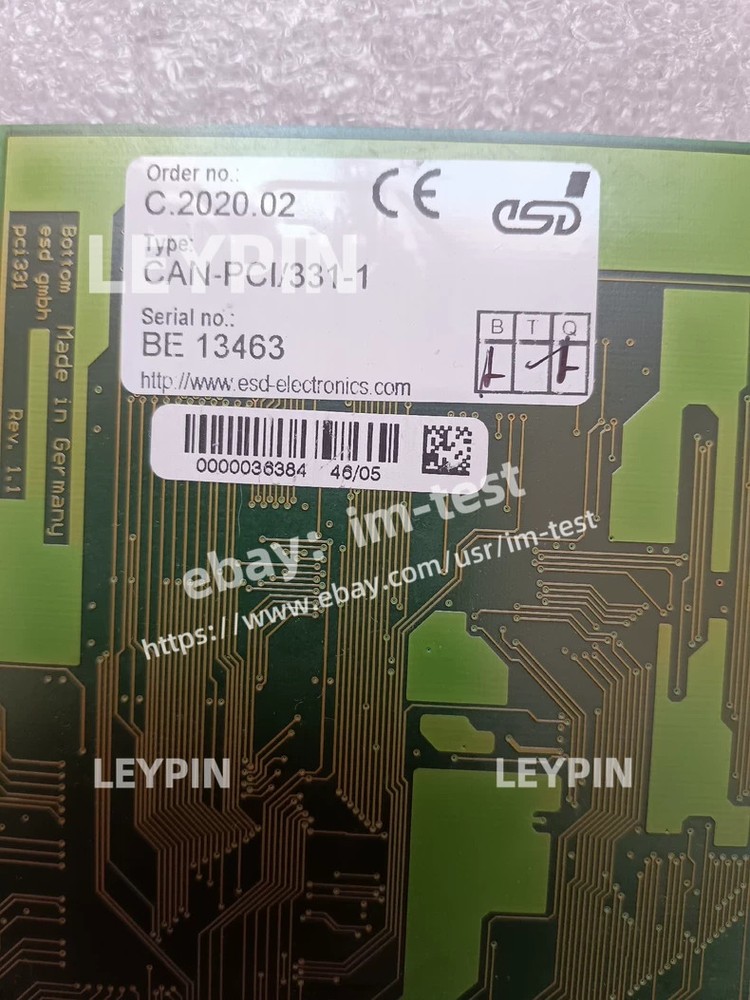 Order no.:
C.2020.02
CE
esd
Type:
CAN-PCI/331-1
Serial no.:
BE 13463
B T Q
http://www.esd-electronics.com
0000036384 46/05
Bottom Made in Germany
esd gmbh
pci331 Rev. 1.1
LEYPIN
ebay: im-test
https://www.ebay.com/usr/im-test
LEYPIN
LEYPIN